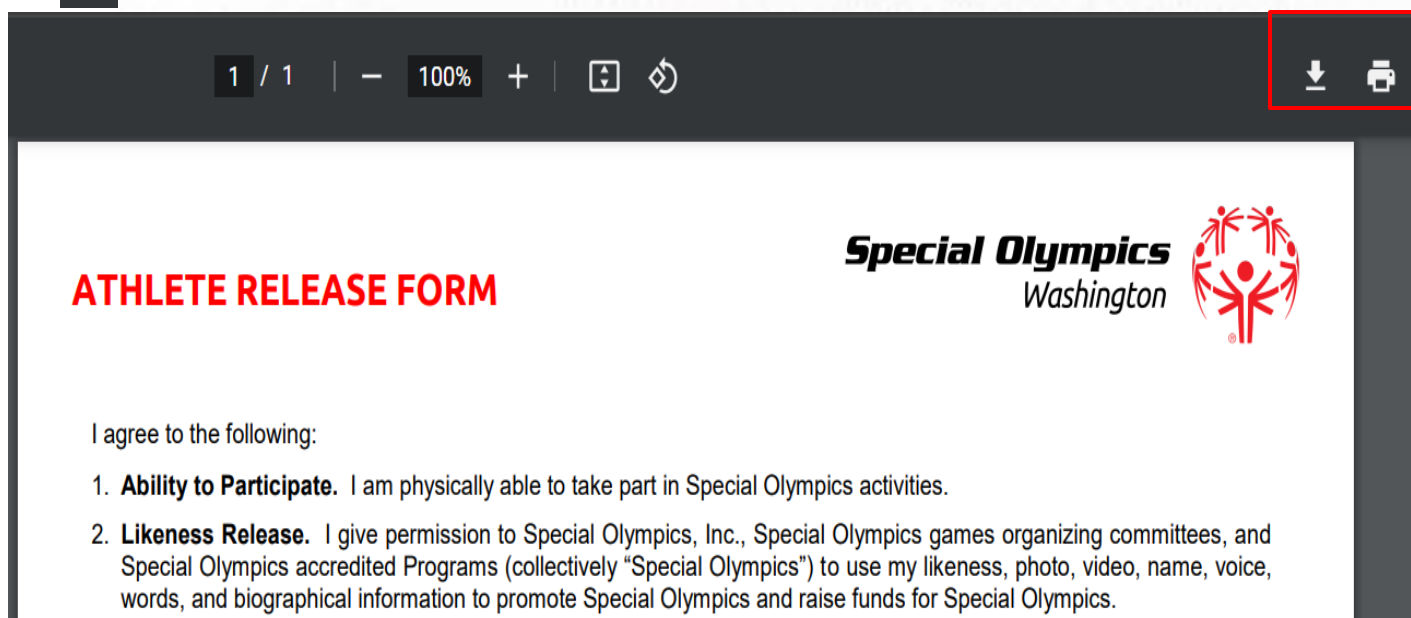 1 / 1 | − 100% + |
Special Olympics
Washington
ATHLETE RELEASE FORM
®
I agree to the following:
1. Ability to Participate. I am physically able to take part in Special Olympics activities.
2. Likeness Release. I give permission to Special Olympics, Inc., Special Olympics games organizing committees, and
Special Olympics accredited Programs (collectively “Special Olympics”) to use my likeness, photo, video, name, voice,
words, and biographical information to promote Special Olympics and raise funds for Special Olympics.